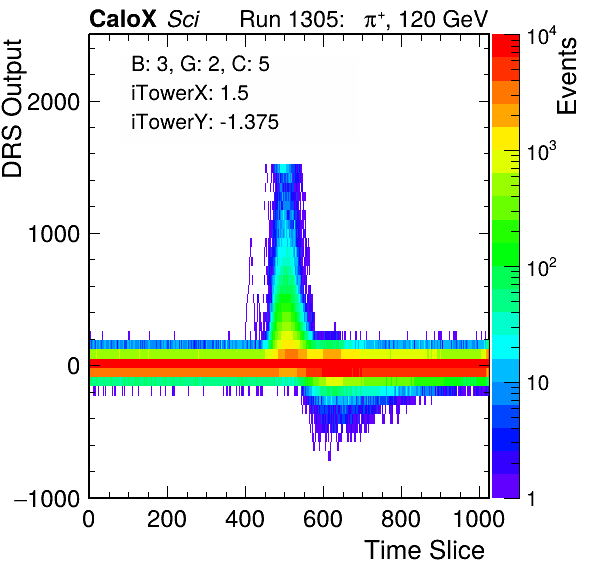 CaloX Sci Run 1305: π⁺, 120 GeV
B: 3, G: 2, C: 5
iTowerX: 1.5
iTowerY: -1.375
DRS Output
2000
1000
0
−1000
0 200 400 600 800 1000
Time Slice
Events
10⁴
10³
10²
10
1